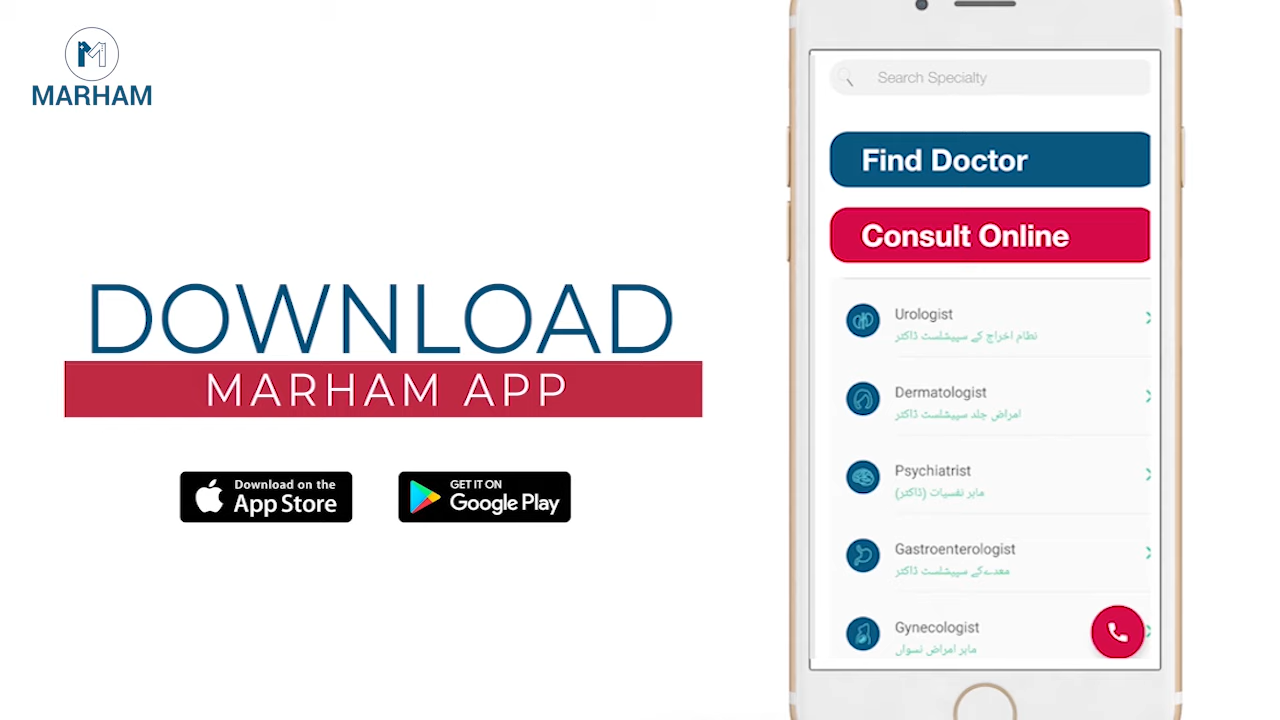 MARHAM
DOWNLOAD
MARHAM APP
Download on the
App Store
GET IT ON
Google Play
Search Specialty
Find Doctor
Consult Online
Urologist
نظام اخراج کے سپیشلسٹ ڈاکٹر
Dermatologist
امراض جلد سپیشلسٹ ڈاکٹر
Psychiatrist
ماہر نفسیات (ڈاکٹر)
Gastroenterologist
معدےکے سپیشلسٹ ڈاکٹر
Gynecologist
ماہر امراض نسواں